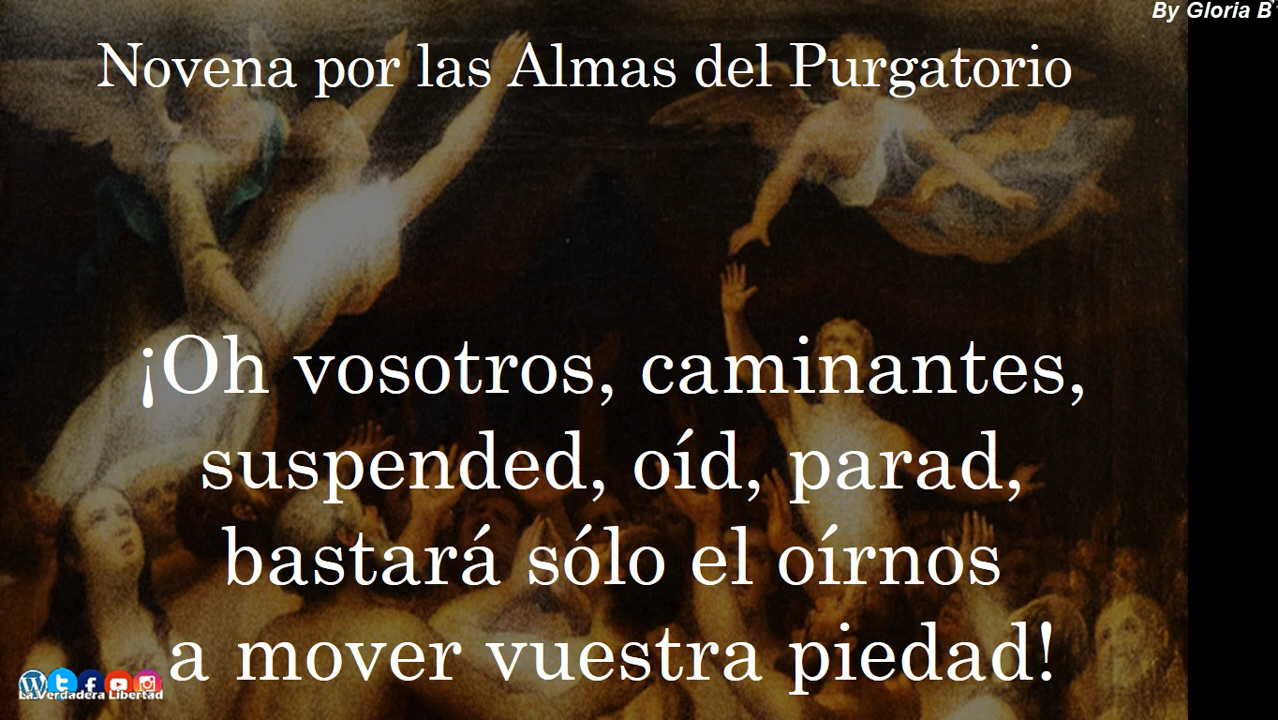 By Gloria B
Novena por las Almas del Purgatorio
¡Oh vosotros, caminantes,
suspended, oíd, parad,
bastará sólo el oírnos
a mover vuestra piedad!
La Verdadera Libertad